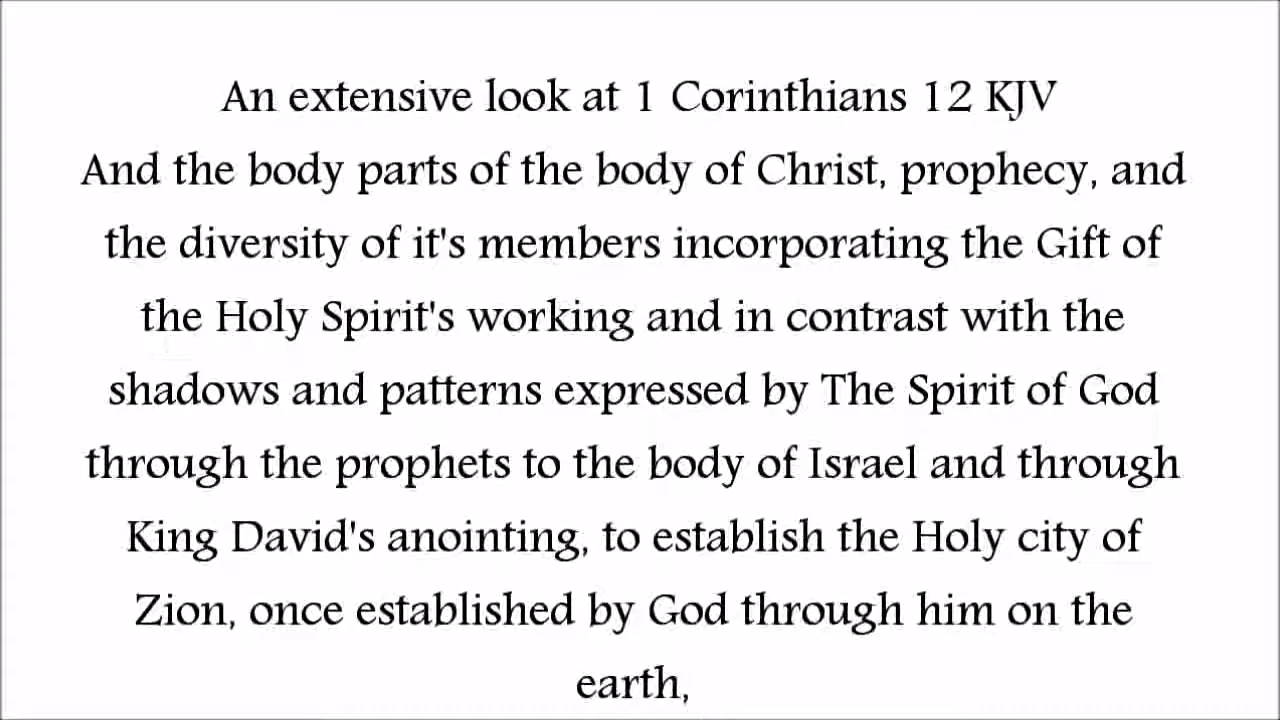 An extensive look at 1 Corinthians 12 KJV
And the body parts of the body of Christ, prophecy, and
the diversity of it's members incorporating the Gift of
the Holy Spirit's working and in contrast with the
shadows and patterns expressed by The Spirit of God
through the prophets to the body of Israel and through
King David's anointing, to establish the Holy city of
Zion, once established by God through him on the
earth,